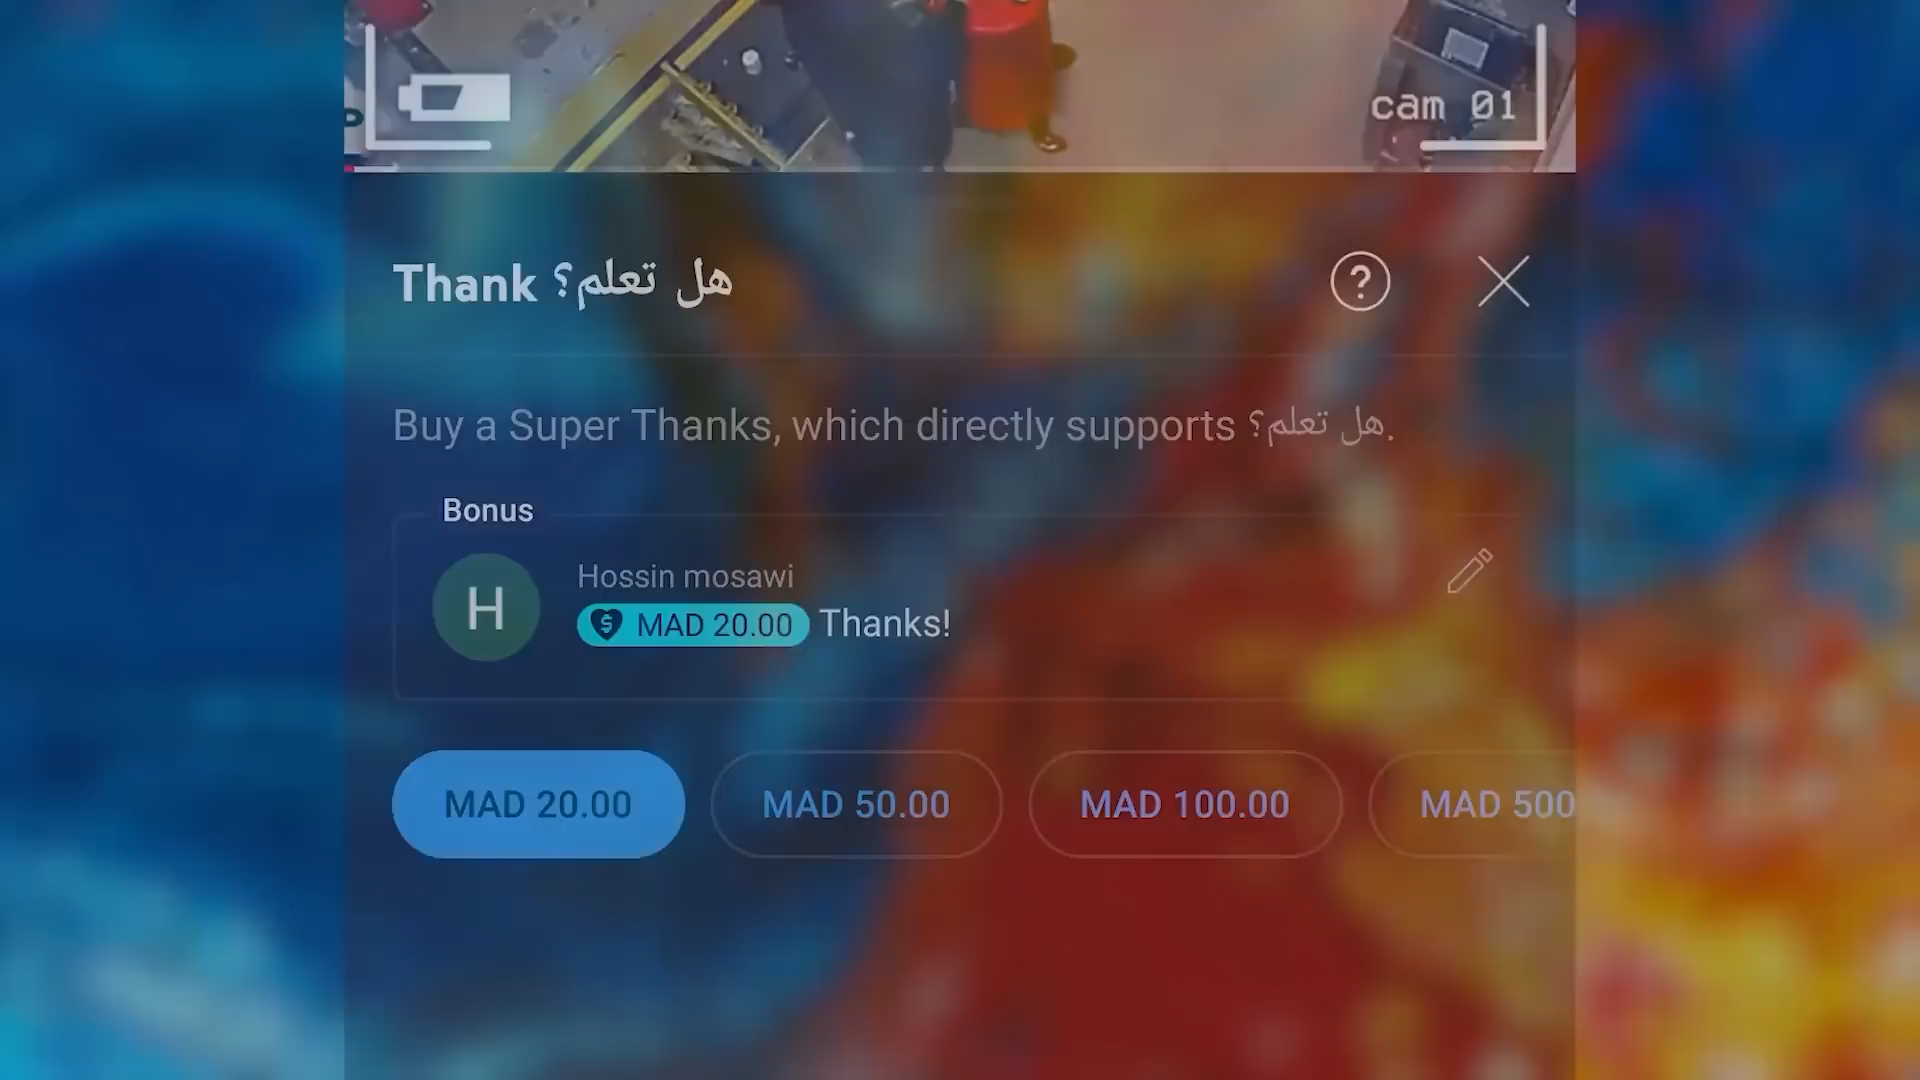 cam 01
Thank هل تعلم؟
Buy a Super Thanks, which directly supports هل تعلم؟.
Bonus
H
Hossin mosawi
MAD 20.00 Thanks!
MAD 20.00 MAD 50.00 MAD 100.00 MAD 500